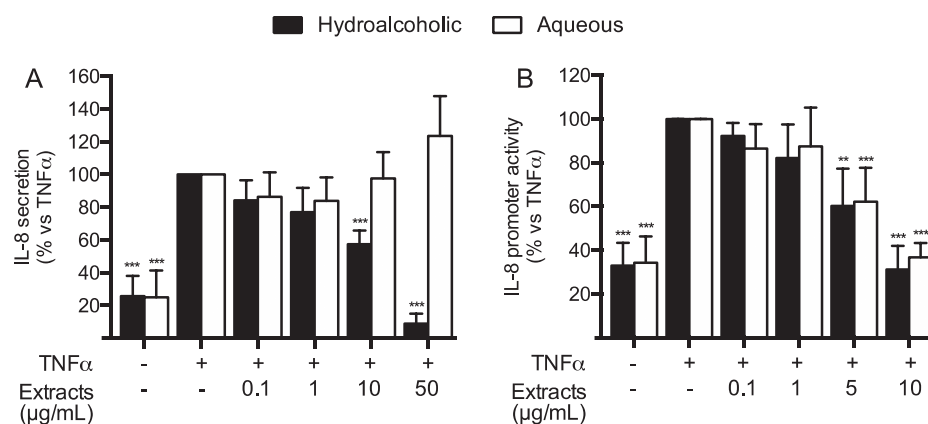 Hydroalcoholic Aqueous
A
IL-8 secretion
(% vs TNFα)
160
140
120
100
80
60
40
20
*** *** *** ***
TNFα - + + + + +
Extracts - - 0.1 1 10 50
(µg/mL)
B
IL-8 promoter activity
(% vs TNFα)
120
100
80
60
40
20
*** *** ** *** *** ***
TNFα - + + + + +
Extracts - - 0.1 1 5 10
(µg/mL)